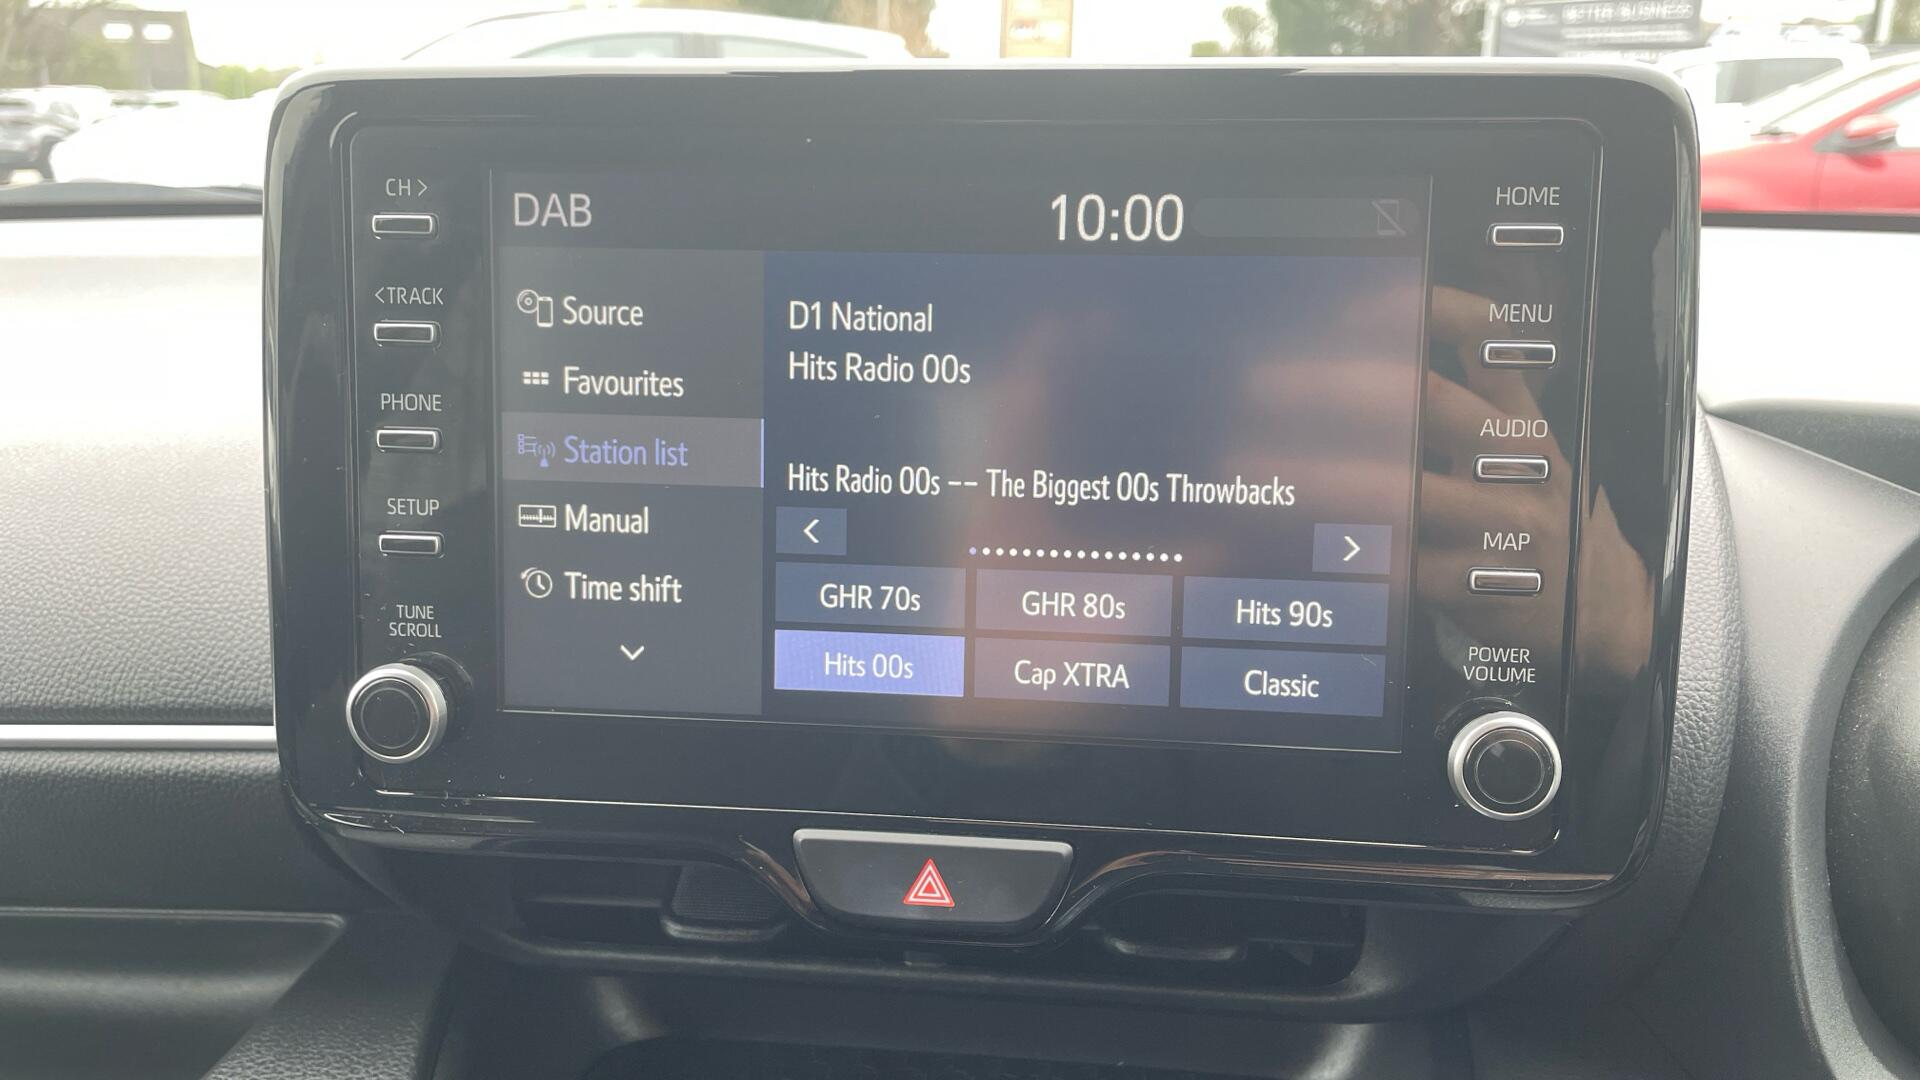 BETTER BUSINESS
CH >
<TRACK
PHONE
SETUP
TUNE
SCROLL
DAB
10:00
Source
Favourites
Station list
Manual
Time shift
D1 National
Hits Radio 00s
Hits Radio 00s -- The Biggest 00s Throwbacks
<
>
GHR 70s
GHR 80s
Hits 90s
Hits 00s
Cap XTRA
Classic
HOME
MENU
AUDIO
MAP
POWER
VOLUME